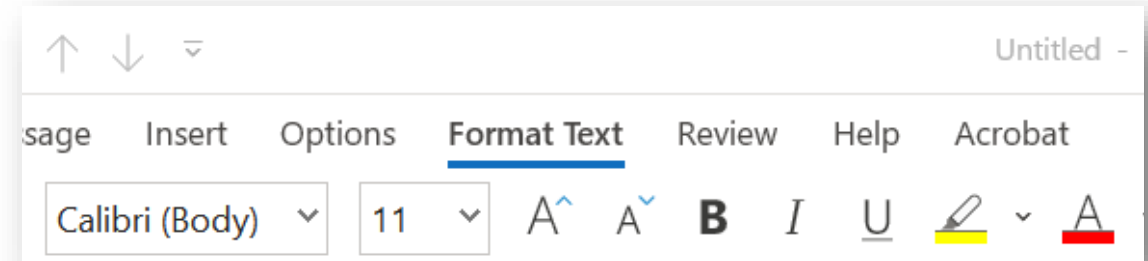 Untitled -
sage Insert Options Format Text Review Help Acrobat
Calibri (Body) 11 A A B I U A